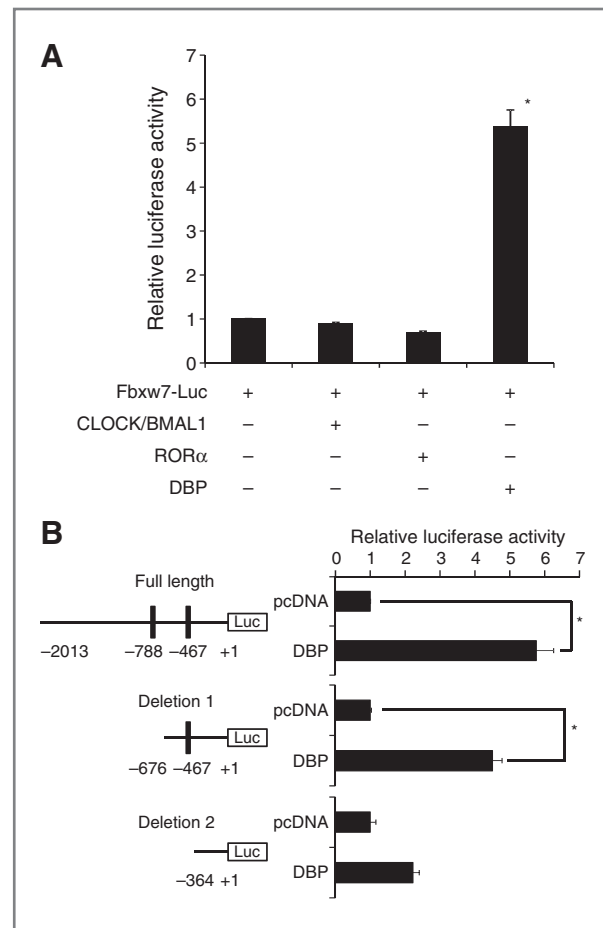 A
Relative luciferase activity
7
6
5
4
3
2
1
0
*
Fbxw7-Luc + + + +
CLOCK/BMAL1 – + – –
RORα – – + –
DBP – – – +
B
Relative luciferase activity
0 1 2 3 4 5 6 7
Full length
Luc
–2013 –788 –467 +1
pcDNA
DBP
*
Deletion 1
Luc
–676 –467 +1
pcDNA
DBP
*
Deletion 2
Luc
–364 +1
pcDNA
DBP